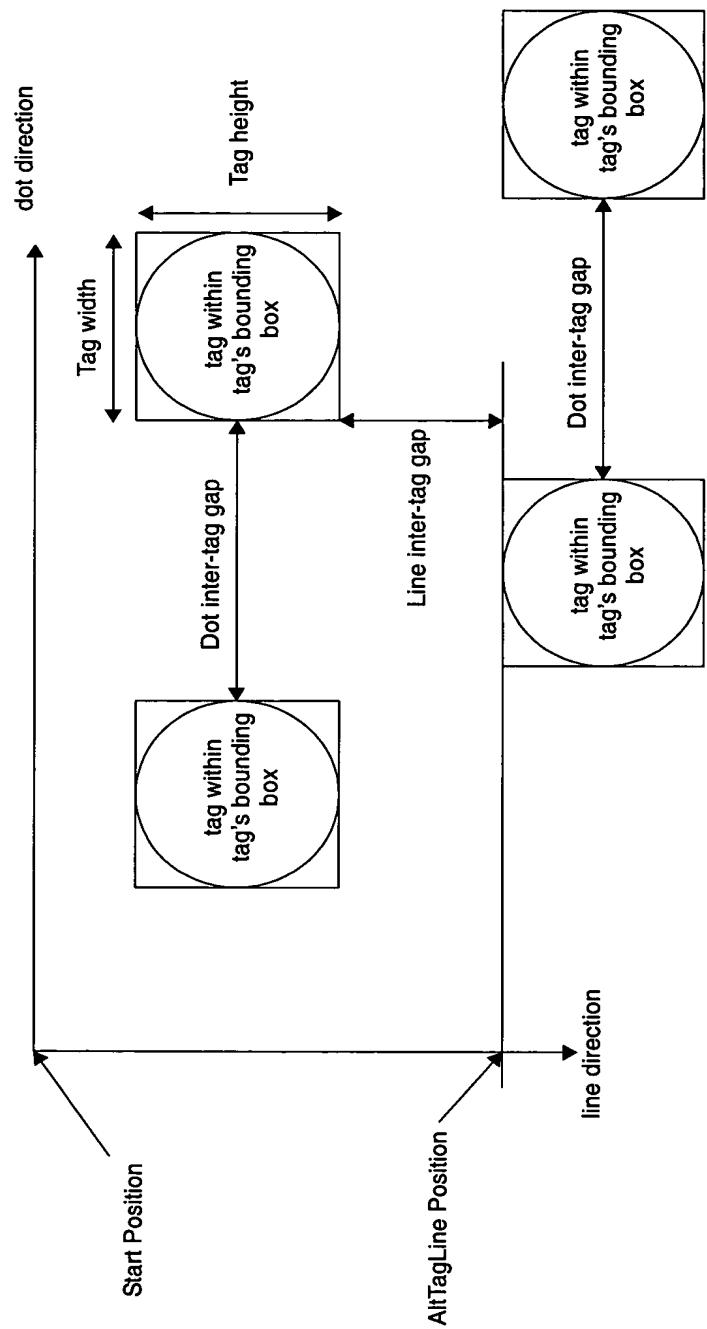 dot direction
Start Position
Tag width
Tag height
tag within
tag's bounding
box
Dot inter-tag gap
tag within
tag's bounding
box
Line inter-tag gap
AltTagLine Position
line direction
tag within
tag's bounding
box
Dot inter-tag gap
tag within
tag's bounding
box